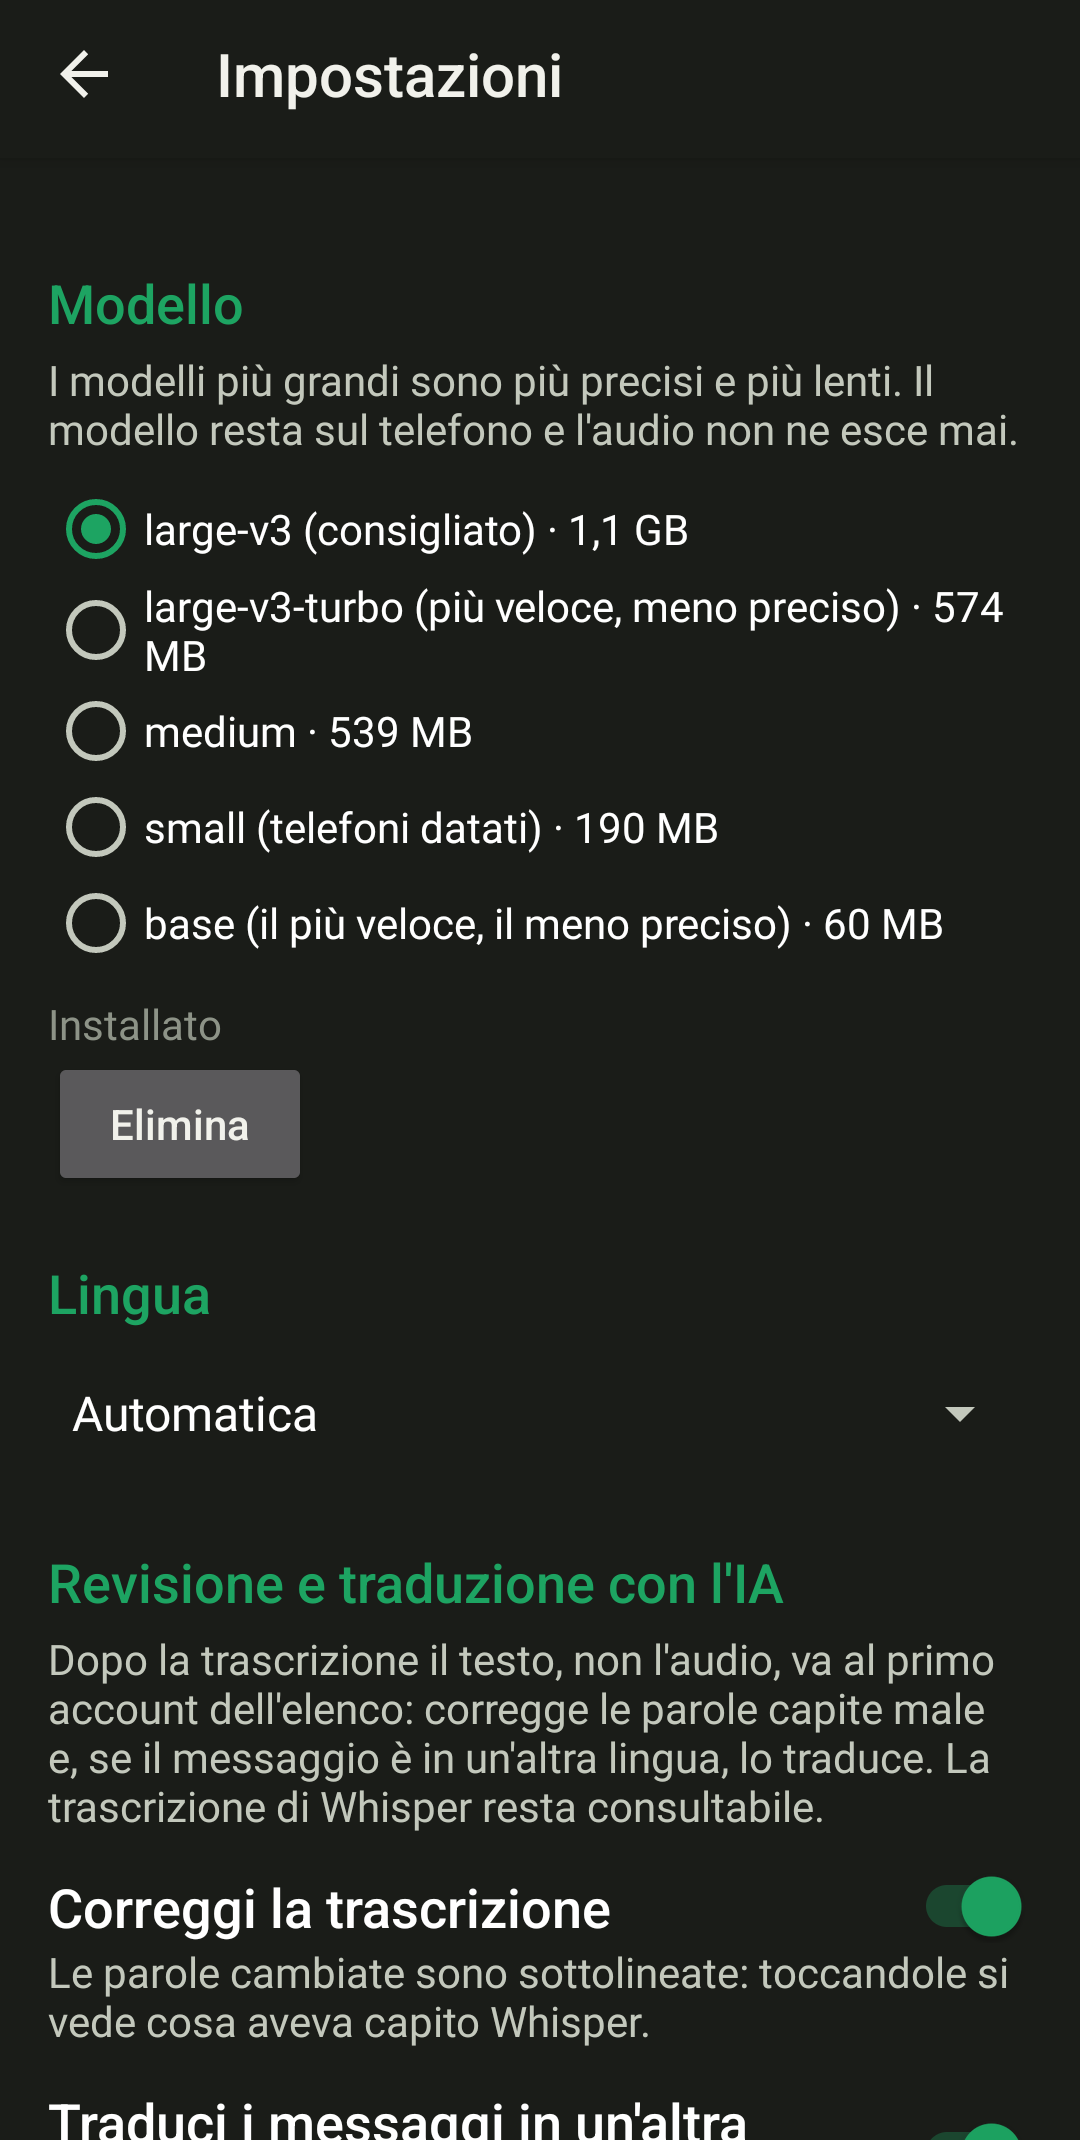 Impostazioni
Modello
I modelli più grandi sono più precisi e più lenti. Il
modello resta sul telefono e l'audio non ne esce mai.
large-v3 (consigliato) · 1,1 GB
large-v3-turbo (più veloce, meno preciso) · 574
MB
medium · 539 MB
small (telefoni datati) · 190 MB
base (il più veloce, il meno preciso) · 60 MB
Installato
Elimina
Lingua
Automatica
Revisione e traduzione con l'IA
Dopo la trascrizione il testo, non l'audio, va al primo
account dell'elenco: corregge le parole capite male
e, se il messaggio è in un'altra lingua, lo traduce. La
trascrizione di Whisper resta consultabile.
Correggi la trascrizione
Le parole cambiate sono sottolineate: toccandole si
vede cosa aveva capito Whisper.
Traduci i messaggi in un'altra